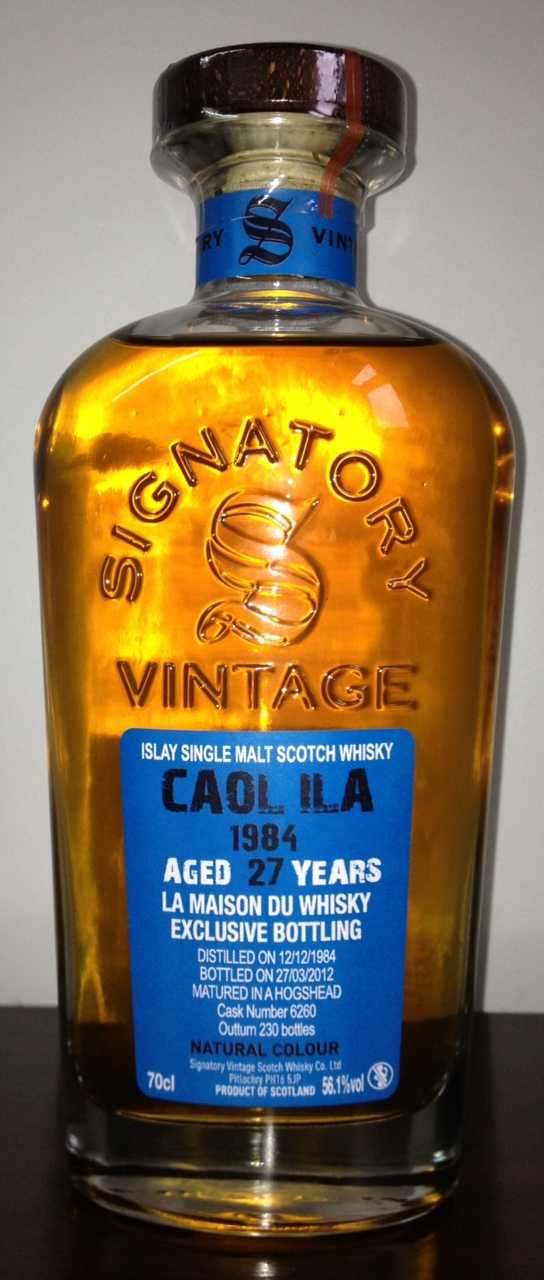 RY S VINT
SIGNATORY
S
VINTAGE
ISLAY SINGLE MALT SCOTCH WHISKY
CAOL ILA
1984
AGED 27 YEARS
LA MAISON DU WHISKY
EXCLUSIVE BOTTLING
DISTILLED ON 12/12/1984
BOTTLED ON 27/03/2012
MATURED IN A HOGSHEAD
Cask Number 6260
Outturn 230 bottles
NATURAL COLOUR
Signatory Vintage Scotch Whisky Co. Ltd
Pitlochry PH16 5JP
70cl PRODUCT OF SCOTLAND 56.1%vol S